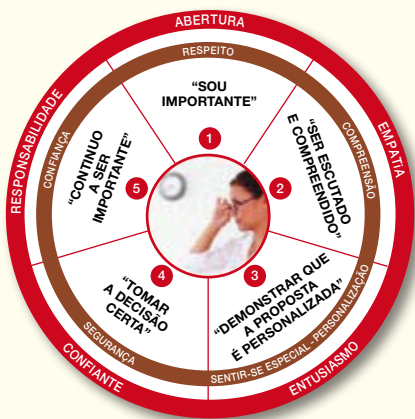 ABERTURA
RESPEITO
"SOU
IMPORTANTE"
1
EMPATIA
COMPREENSÃO
"SER ESCUTADO
E COMPREENDIDO"
2
ENTUSIASMO
SENTIR-SE ESPECIAL - PERSONALIZAÇÃO
"DEMONSTRAR QUE
A PROPOSTA
É PERSONALIZADA"
3
CONFIANTE
SEGURANÇA
"TOMAR
A DECISÃO
CERTA"
4
RESPONSABILIDADE
CONFIANÇA
"CONTINUO
A SER
IMPORTANTE"
5